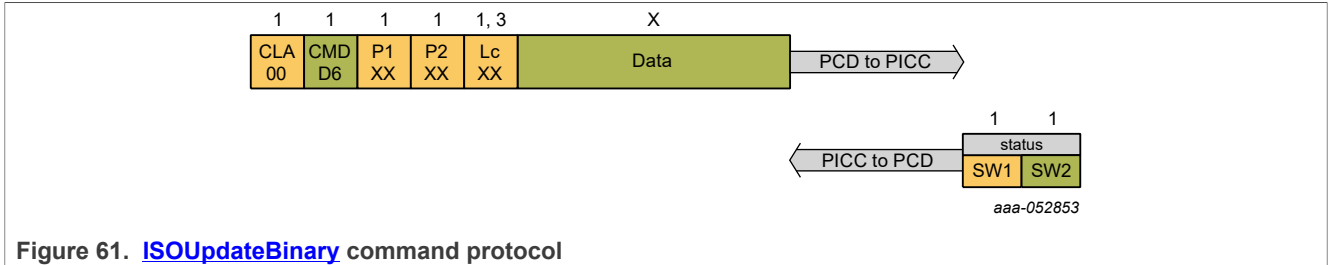 1 1 1 1 1, 3 X
CLA CMD P1 P2 Lc Data PCD to PICC
00 D6 XX XX XX
1 1
status
PICC to PCD SW1 SW2
aaa-052853
Figure 61. ISOUpdateBinary command protocol